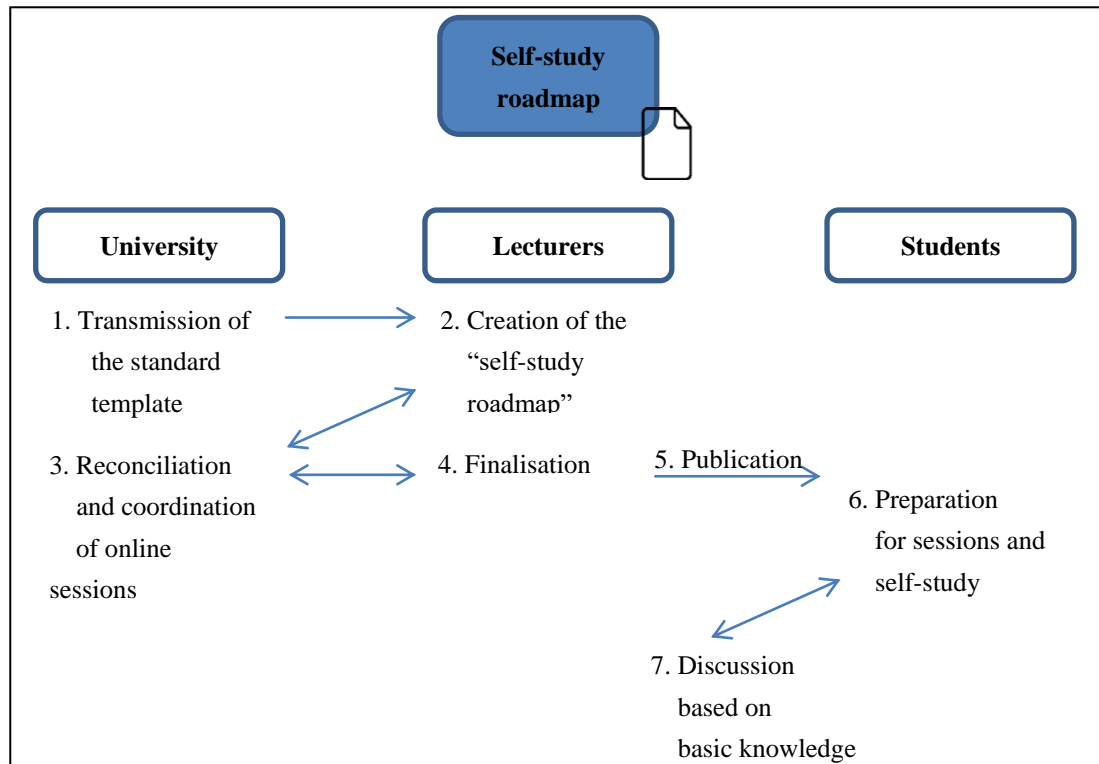 Self-study
roadmap
University
Lecturers
Students
1. Transmission of
the standard
template
2. Creation of the
“self-study
roadmap”
3. Reconciliation
and coordination
of online
sessions
4. Finalisation
5. Publication
6. Preparation
for sessions and
self-study
7. Discussion
based on
basic knowledge